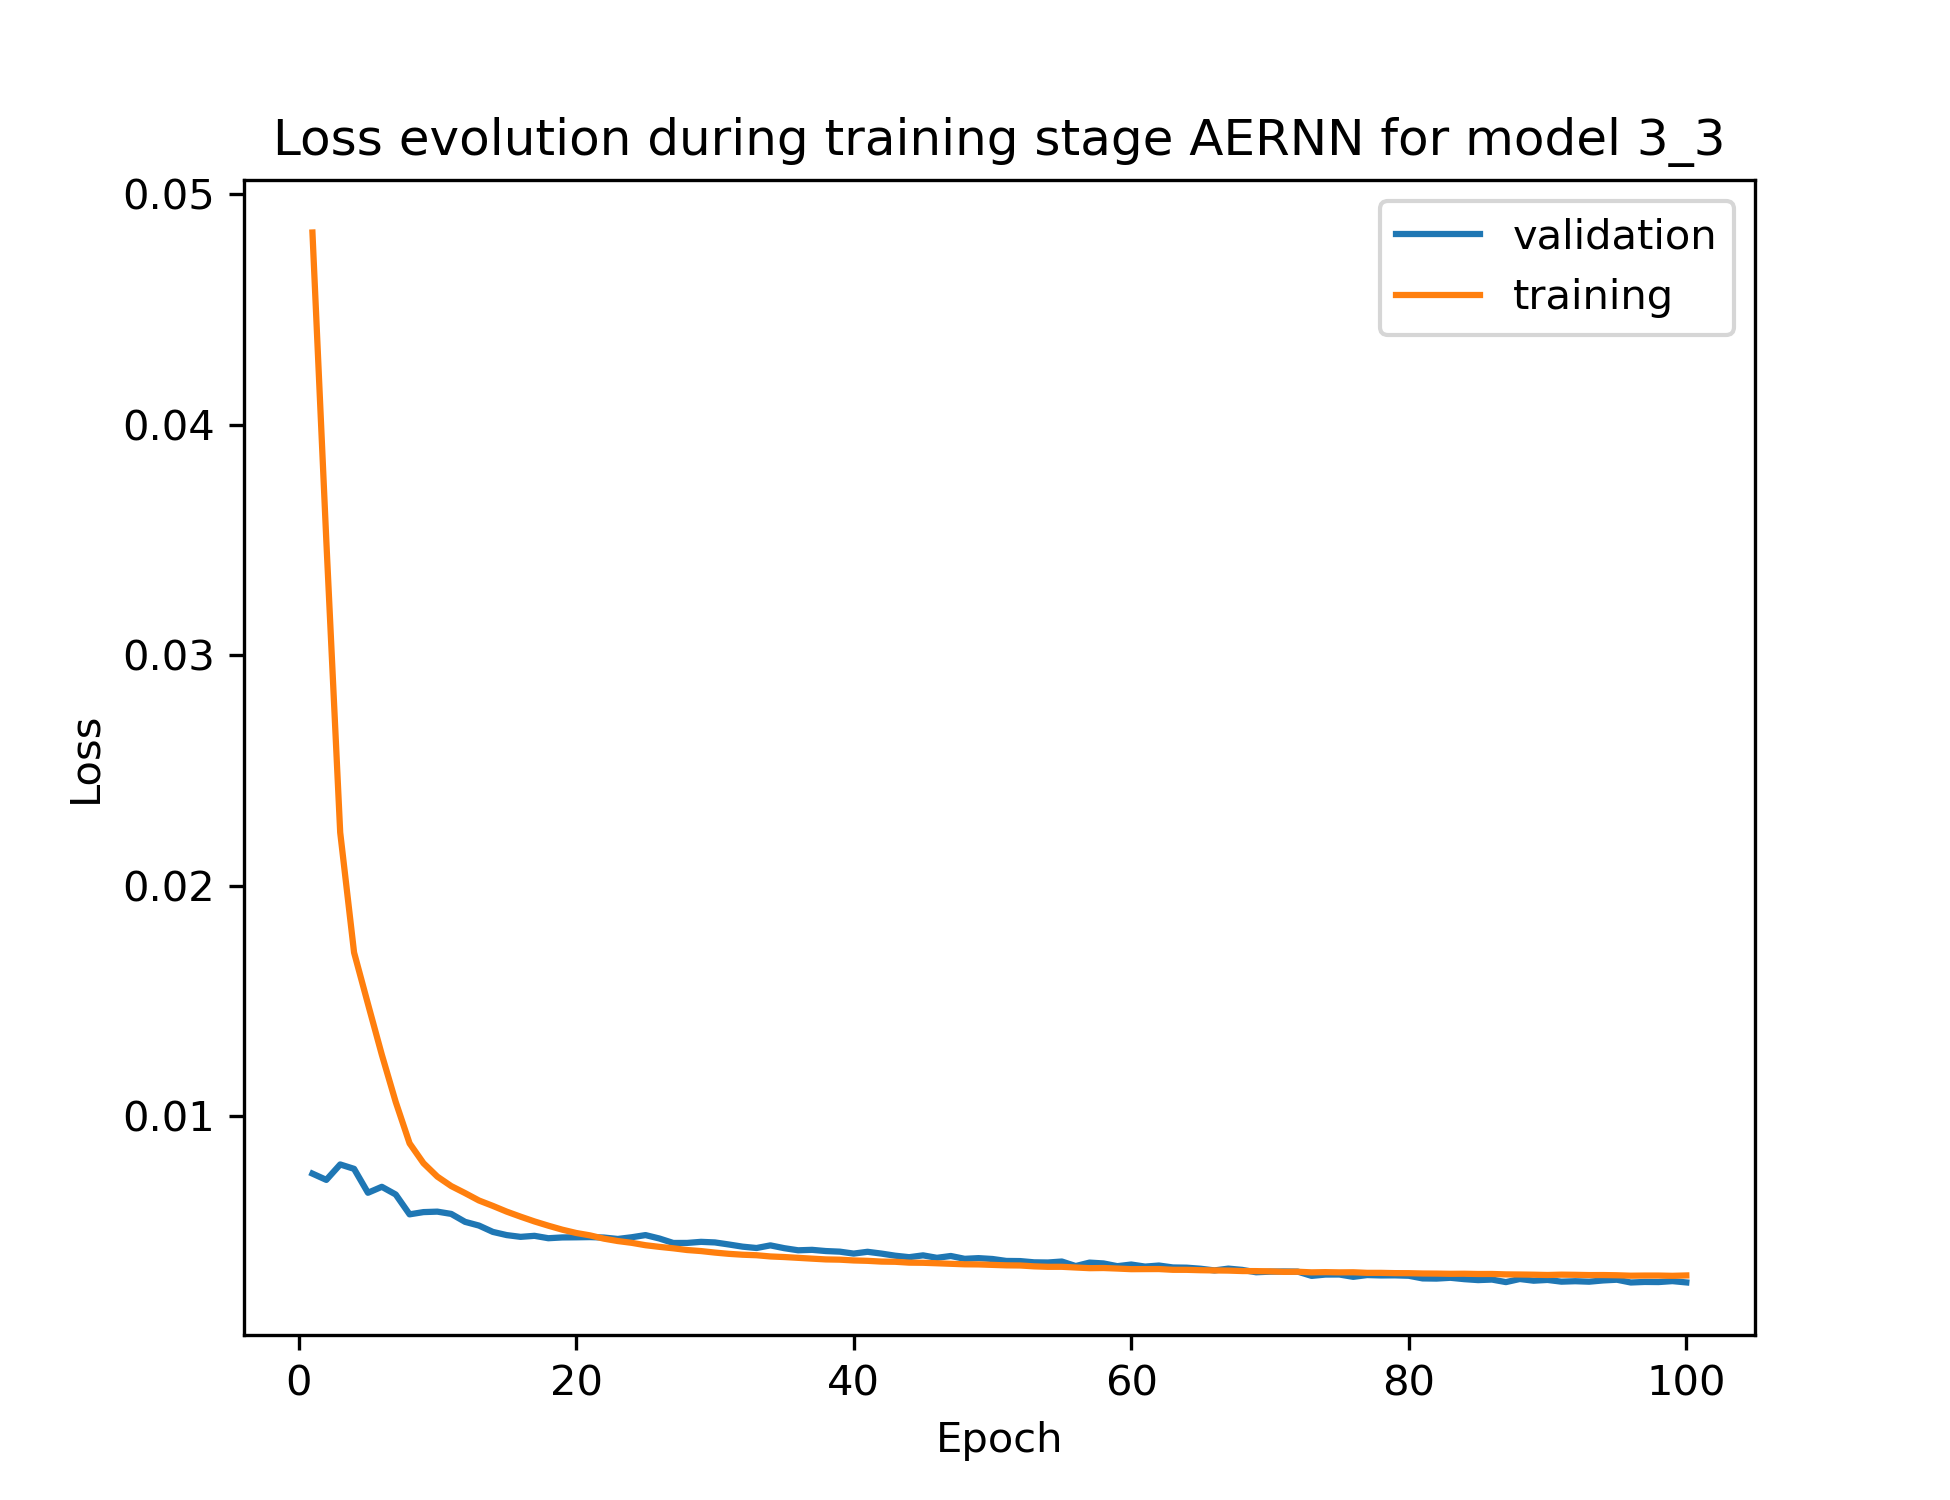 Loss evolution during training stage AERNN for model 3_3
validation
training
0.05
0.04
0.03
0.02
0.01
Loss
0 20 40 60 80 100
Epoch